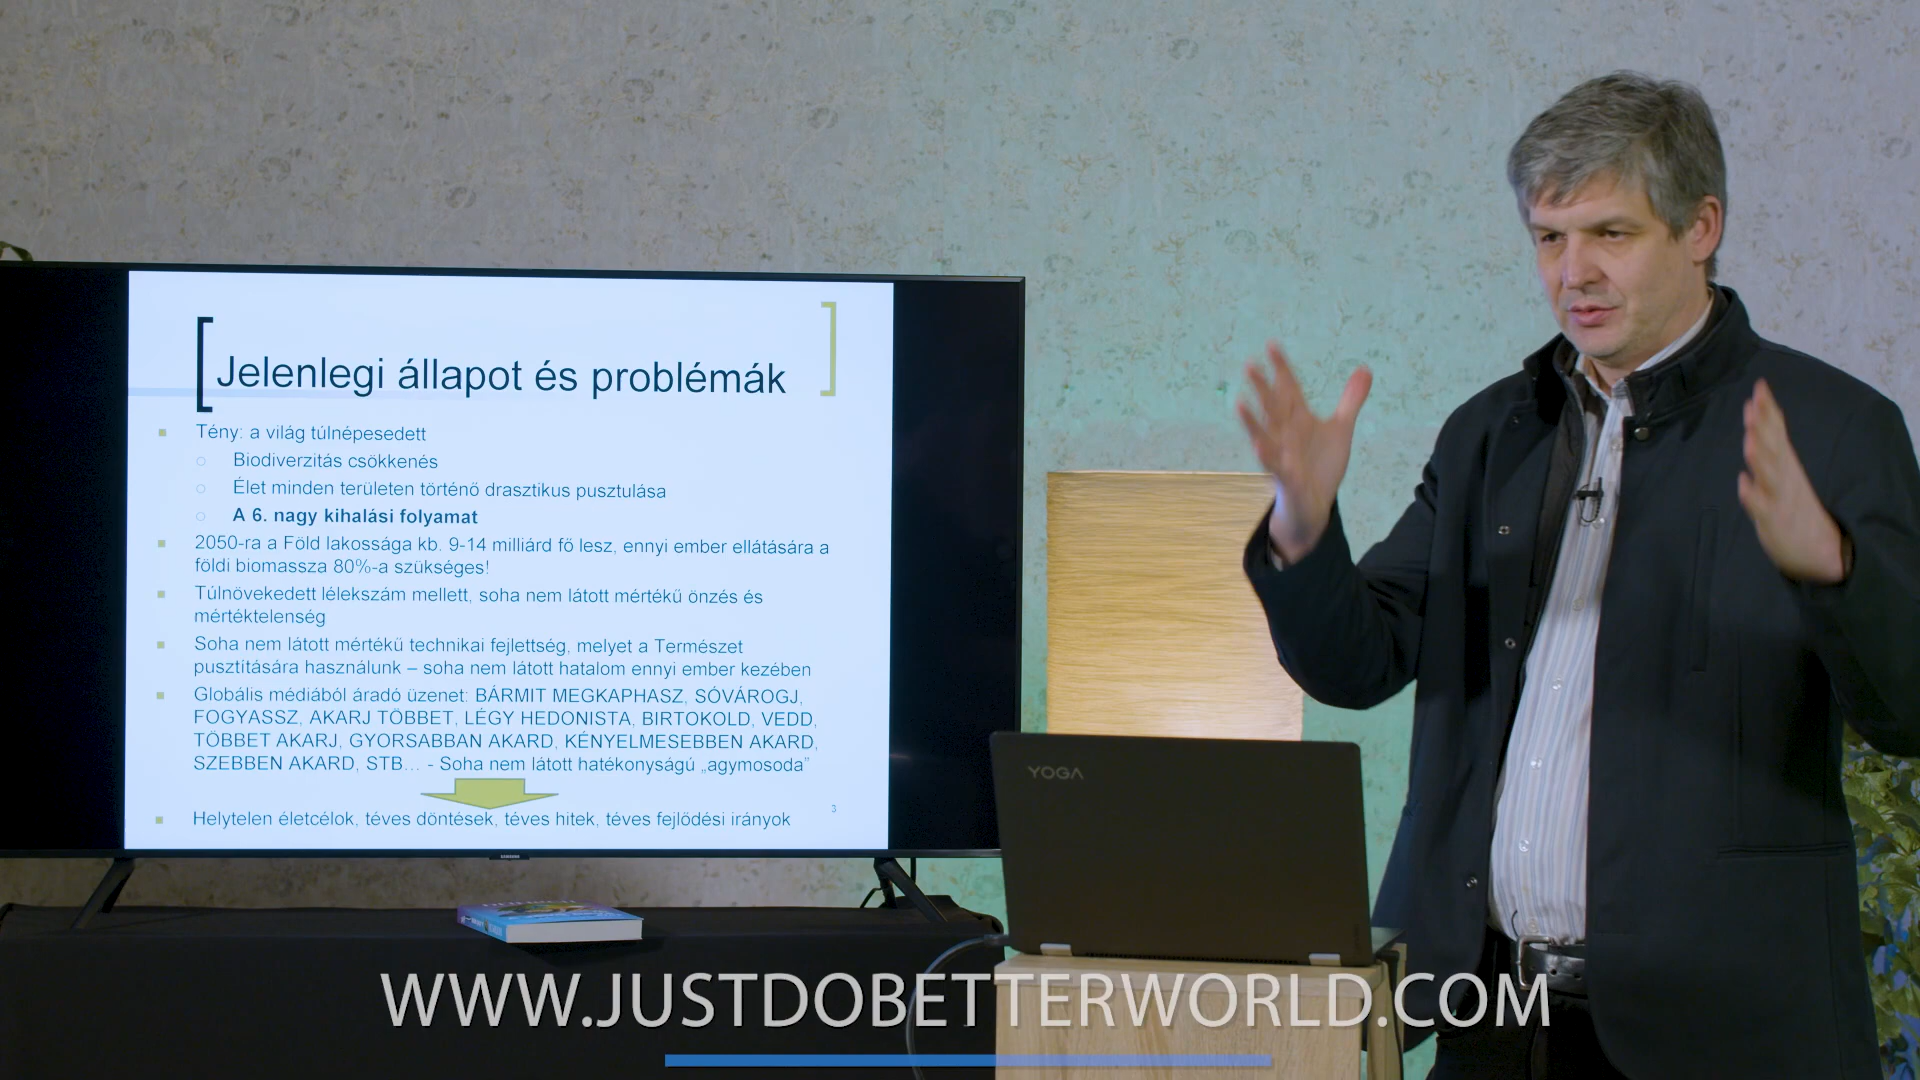 Jelenlegi állapot és problémák
Tény: a világ túlnépesedett
Biodiverzitás csökkenés
Élet minden területen történő drasztikus pusztulása
A 6. nagy kihalási folyamat
2050-ra a Föld lakossága kb. 9-14 milliárd fő lesz, ennyi ember ellátására a
földi biomassza 80%-a szükséges!
Túlnövekedett lélekszám mellett, soha nem látott mértékű önzés és
mértéktelenség
Soha nem látott mértékű technikai fejlettség, melyet a Természet
pusztítására használunk – soha nem látott hatalom ennyi ember kezében
Globális médiából áradó üzenet: BÁRMIT MEGKAPHASZ, SÓVÁROGJ,
FOGYASSZ, AKARJ TÖBBET, LÉGY HEDONISTA, BIRTOKOLD, VEDD,
TÖBBET AKARJ, GYORSABBAN AKARD, KÉNYELMESEBBEN AKARD,
SZEBBEN AKARD, STB... - Soha nem látott hatékonyságú „agymosoda”
3
Helytelen életcélok, téves döntések, téves hitek, téves fejlődési irányok
SAMSUNG
YOGA
WWW.JUSTDOBETTERWORLD.COM